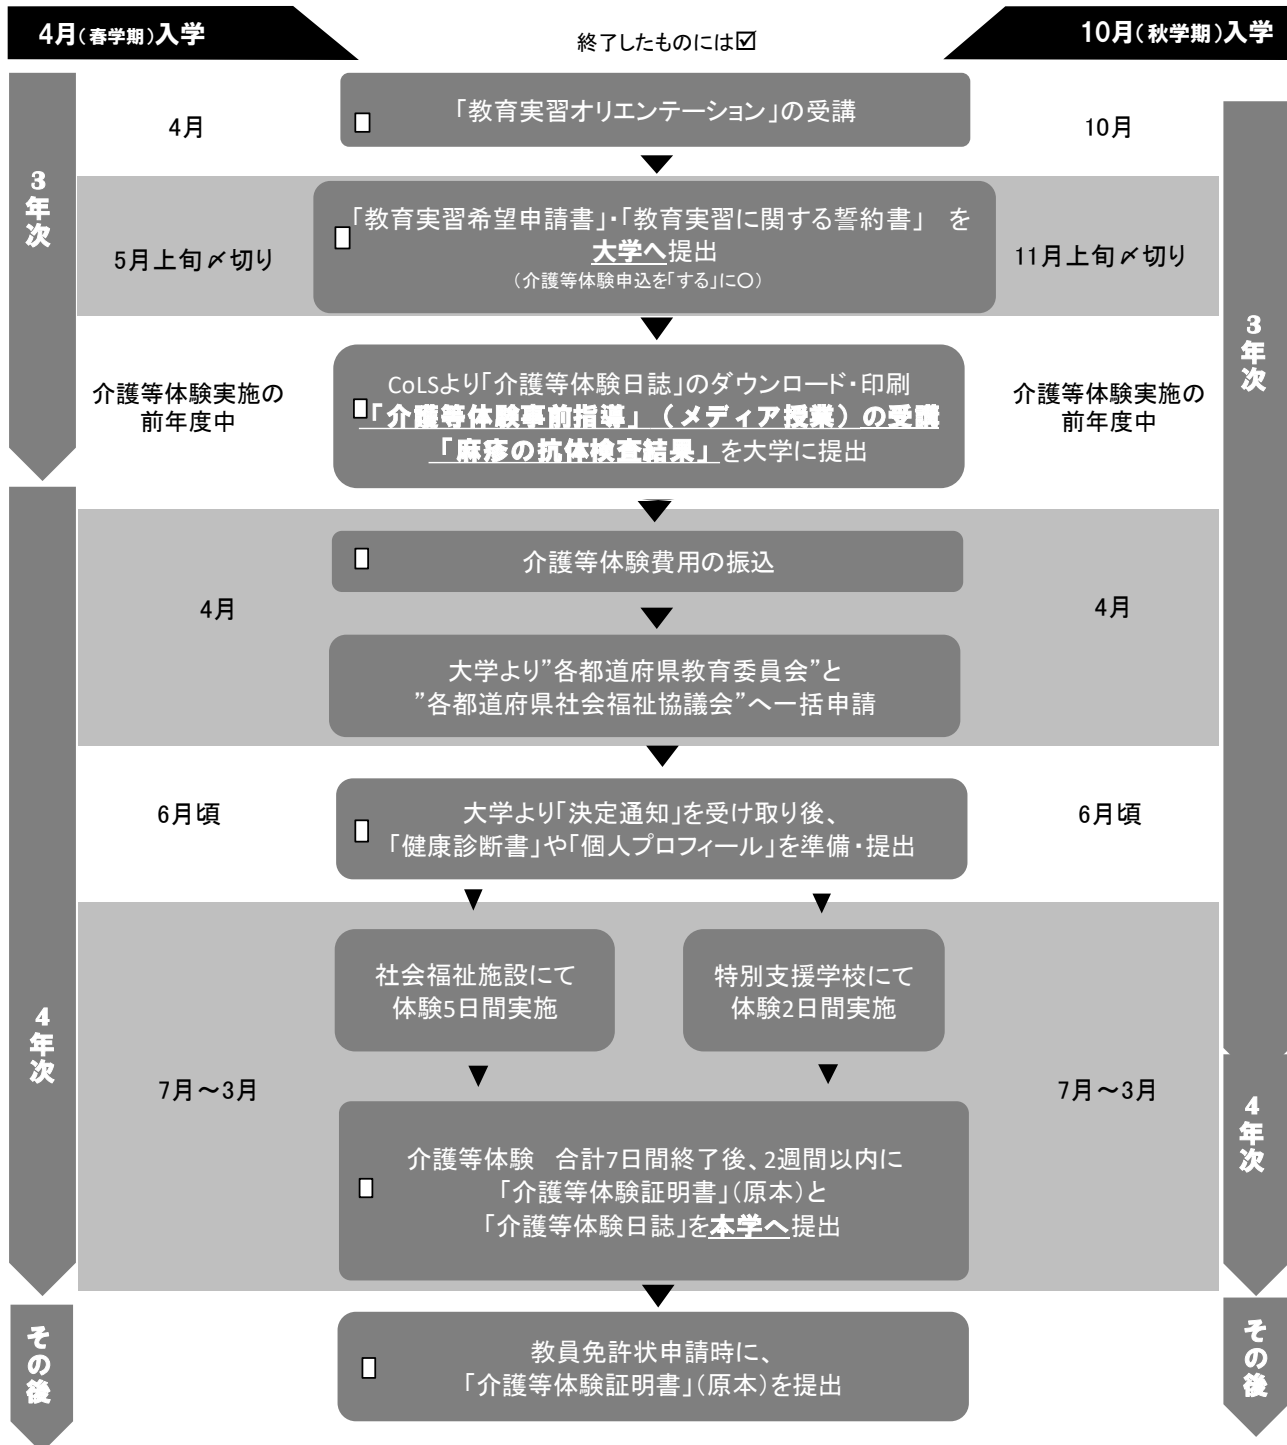 4月(春学期)入学
終了したものには☑
10月(秋学期)入学
3年次
4月
「教育実習オリエンテーション」の受講
10月
5月上旬〆切り
「教育実習希望申請書」・「教育実習に関する誓約書」 を
大学へ提出
(介護等体験申込を「する」に○)
11月上旬〆切り
3年次
介護等体験実施の
前年度中
CoLSより「介護等体験日誌」のダウンロード・印刷
「介護等体験事前指導」(メディア授業)の受講
「麻疹の抗体検査結果」を大学に提出
介護等体験実施の
前年度中
4年次
4月
介護等体験費用の振込
4月
大学より”各都道府県教育委員会”と
”各都道府県社会福祉協議会”へ一括申請
6月頃
大学より「決定通知」を受け取り後、
「健康診断書」や「個人プロフィール」を準備・提出
6月頃
社会福祉施設にて
体験5日間実施
特別支援学校にて
体験2日間実施
7月～3月
7月～3月
4年次
介護等体験 合計7日間終了後、2週間以内に
「介護等体験証明書」(原本)と
「介護等体験日誌」を本学へ提出
その後
教員免許状申請時に、
「介護等体験証明書」(原本)を提出
その後